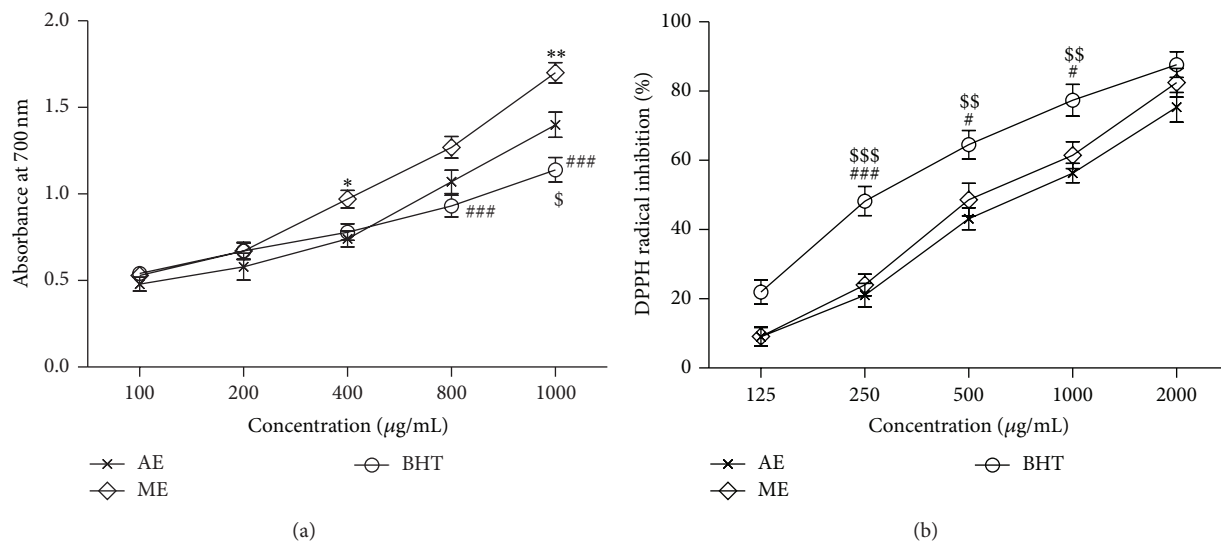 2.0
1.5
1.0
0.5
0.0
Absorbance at 700 nm
*
###
**
###
$
100 200 400 800 1000
Concentration (μg/mL)
AE
ME
BHT
(a)
100
80
60
40
20
0
DPPH radical inhibition (%)
$$$
###
$$
#
$$
#
125 250 500 1000 2000
Concentration (μg/mL)
AE
ME
BHT
(b)